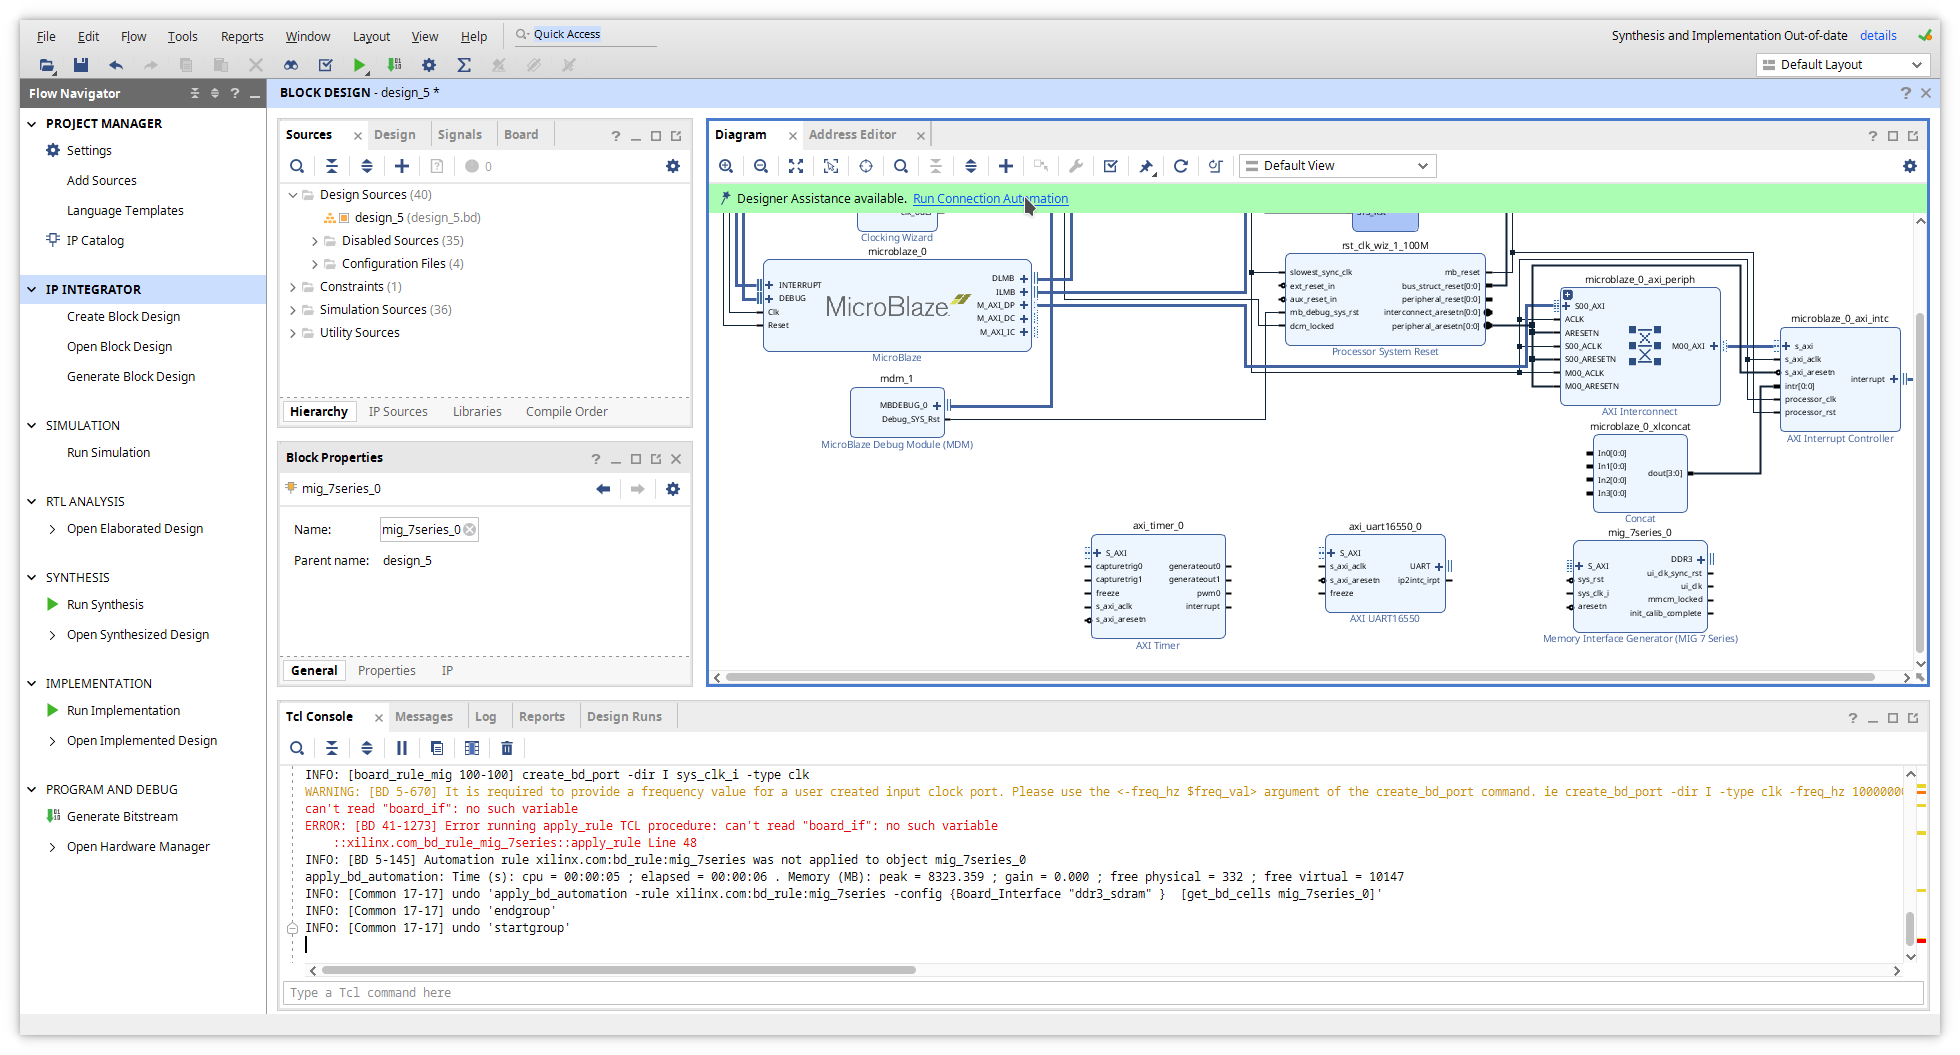 File Edit Flow Tools Reports Window Layout View Help Quick Access
Synthesis and Implementation Out-of-date details
Default Layout
Flow Navigator
PROJECT MANAGER
Settings
Add Sources
Language Templates
IP Catalog
IP INTEGRATOR
Create Block Design
Open Block Design
Generate Block Design
SIMULATION
Run Simulation
RTL ANALYSIS
Open Elaborated Design
SYNTHESIS
Run Synthesis
Open Synthesized Design
IMPLEMENTATION
Run Implementation
Open Implemented Design
PROGRAM AND DEBUG
Generate Bitstream
Open Hardware Manager
BLOCK DESIGN - design_5 *
Sources Design Signals Board
0
Design Sources (40)
design_5 (design_5.bd)
Disabled Sources (35)
Configuration Files (4)
Constraints (1)
Simulation Sources (36)
Utility Sources
Hierarchy IP Sources Libraries Compile Order
Block Properties
mig_7series_0
Name: mig_7series_0
Parent name: design_5
General Properties IP
Diagram Address Editor
Default View
Designer Assistance available. Run Connection Automation
Clocking Wizard
microblaze_0
INTERRUPT
DEBUG
Clk
Reset
MicroBlaze
DLMB
ILMB
M_AXI_DP
M_AXI_DC
M_AXI_IC
MicroBlaze
mdm_1
MBDEBUG_0
Debug_SYS_Rst
MicroBlaze Debug Module (MDM)
rst_clk_wiz_1_100M
slowest_sync_clk
ext_reset_in
aux_reset_in
mb_debug_sys_rst
dcm_locked
mb_reset
bus_struct_reset[0:0]
peripheral_reset[0:0]
interconnect_aresetn[0:0]
peripheral_aresetn[0:0]
Processor System Reset
microblaze_0_axi_periph
S00_AXI
ACLK
ARESETN
S00_ACLK
S00_ARESETN
M00_ACLK
M00_ARESETN
M00_AXI
AXI Interconnect
microblaze_0_axi_intc
s_axi
s_axi_aclk
s_axi_aresetn
intr[0:0]
processor_clk
processor_rst
interrupt
AXI Interrupt Controller
microblaze_0_xlconcat
In0[0:0]
In1[0:0]
In2[0:0]
In3[0:0]
dout[3:0]
Concat
axi_timer_0
S_AXI
capturetrig0
capturetrig1
freeze
s_axi_aclk
s_axi_aresetn
generateout0
generateout1
pwm0
interrupt
AXI Timer
axi_uart16550_0
S_AXI
s_axi_aclk
s_axi_aresetn
freeze
UART
ip2intc_irpt
AXI UART16550
mig_7series_0
S_AXI
sys_rst
sys_clk_i
aresetn
DDR3
ui_clk_sync_rst
ui_clk
mmcm_locked
init_calib_complete
Memory Interface Generator (MIG 7 Series)
Tcl Console Messages Log Reports Design Runs
INFO: [board_rule_mig 100-100] create_bd_port -dir I sys_clk_i -type clk
WARNING: [BD 5-670] It is required to provide a frequency value for a user created input clock port. Please use the <-freq_hz $freq_val> argument of the create_bd_port command. ie create_bd_port -dir I -type clk -freq_hz 10000000
can't read "board_if": no such variable
ERROR: [BD 41-1273] Error running apply_rule TCL procedure: can't read "board_if": no such variable
::xilinx.com_bd_rule_mig_7series::apply_rule Line 48
INFO: [BD 5-145] Automation rule xilinx.com:bd_rule:mig_7series was not applied to object mig_7series_0
apply_bd_automation: Time (s): cpu = 00:00:05 ; elapsed = 00:00:06 . Memory (MB): peak = 8323.359 ; gain = 0.000 ; free physical = 332 ; free virtual = 10147
INFO: [Common 17-17] undo 'apply_bd_automation -rule xilinx.com:bd_rule:mig_7series -config {Board_Interface "ddr3_sdram" }  [get_bd_cells mig_7series_0]'
INFO: [Common 17-17] undo 'endgroup'
INFO: [Common 17-17] undo 'startgroup'
Type a Tcl command here